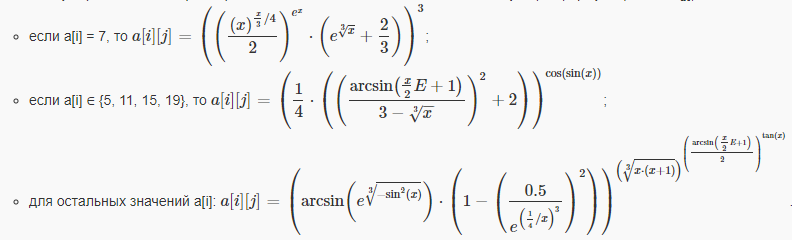 если a[i] = 7, то a[i][j] = (((x)^{x/3 / 4} / 2)^{e^x} · (e^{∛x} + 2/3))^3 ;
если a[i] ∈ {5, 11, 15, 19}, то a[i][j] = (1/4 · ((arcsin(x/2 E + 1) / (3 − ∛x))^2 + 2))^{cos(sin(x))} ;
для остальных значений a[i]: a[i][j] = (arcsin(e^{∛(−sin²(x))}) · (1 − (0.5 / e^{(1/4 / x)^3})^2))^{(∛(x·(x+1)))^{(arcsin(x/2 E+1) / 2)^{tan(x)}}} .